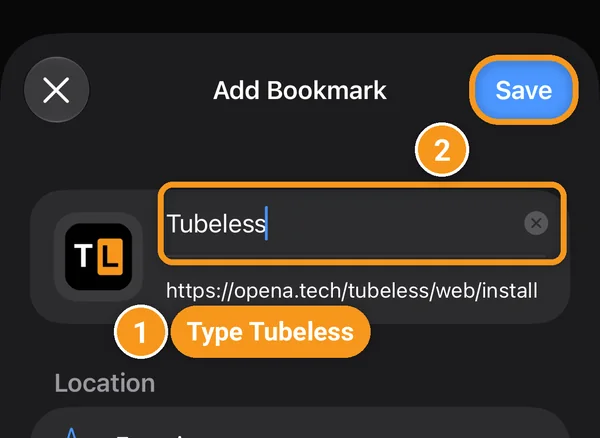 Add Bookmark
Save
2
Tubeless
TL
https://opena.tech/tubeless/web/install
1
Type Tubeless
Location